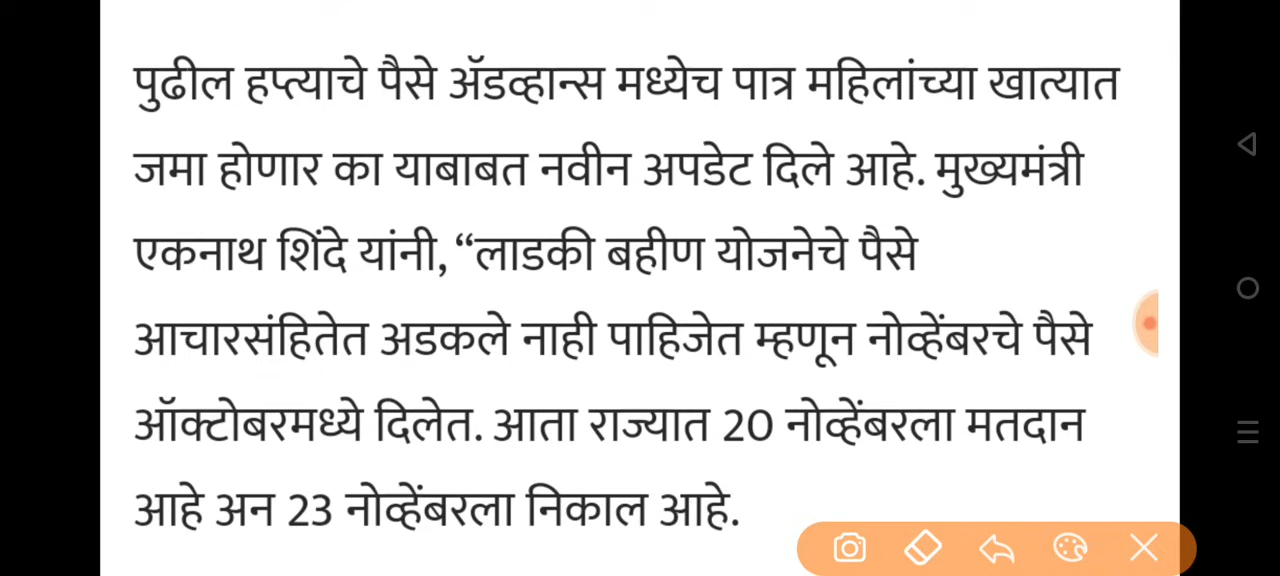 पुढील हप्त्याचे पैसे ॲडव्हान्स मध्येच पात्र महिलांच्या खात्यात
जमा होणार का याबाबत नवीन अपडेट दिले आहे. मुख्यमंत्री
एकनाथ शिंदे यांनी, “लाडकी बहीण योजनेचे पैसे
आचारसंहितेत अडकले नाही पाहिजेत म्हणून नोव्हेंबरचे पैसे
ऑक्टोबरमध्ये दिलेत. आता राज्यात 20 नोव्हेंबरला मतदान
आहे अन 23 नोव्हेंबरला निकाल आहे.